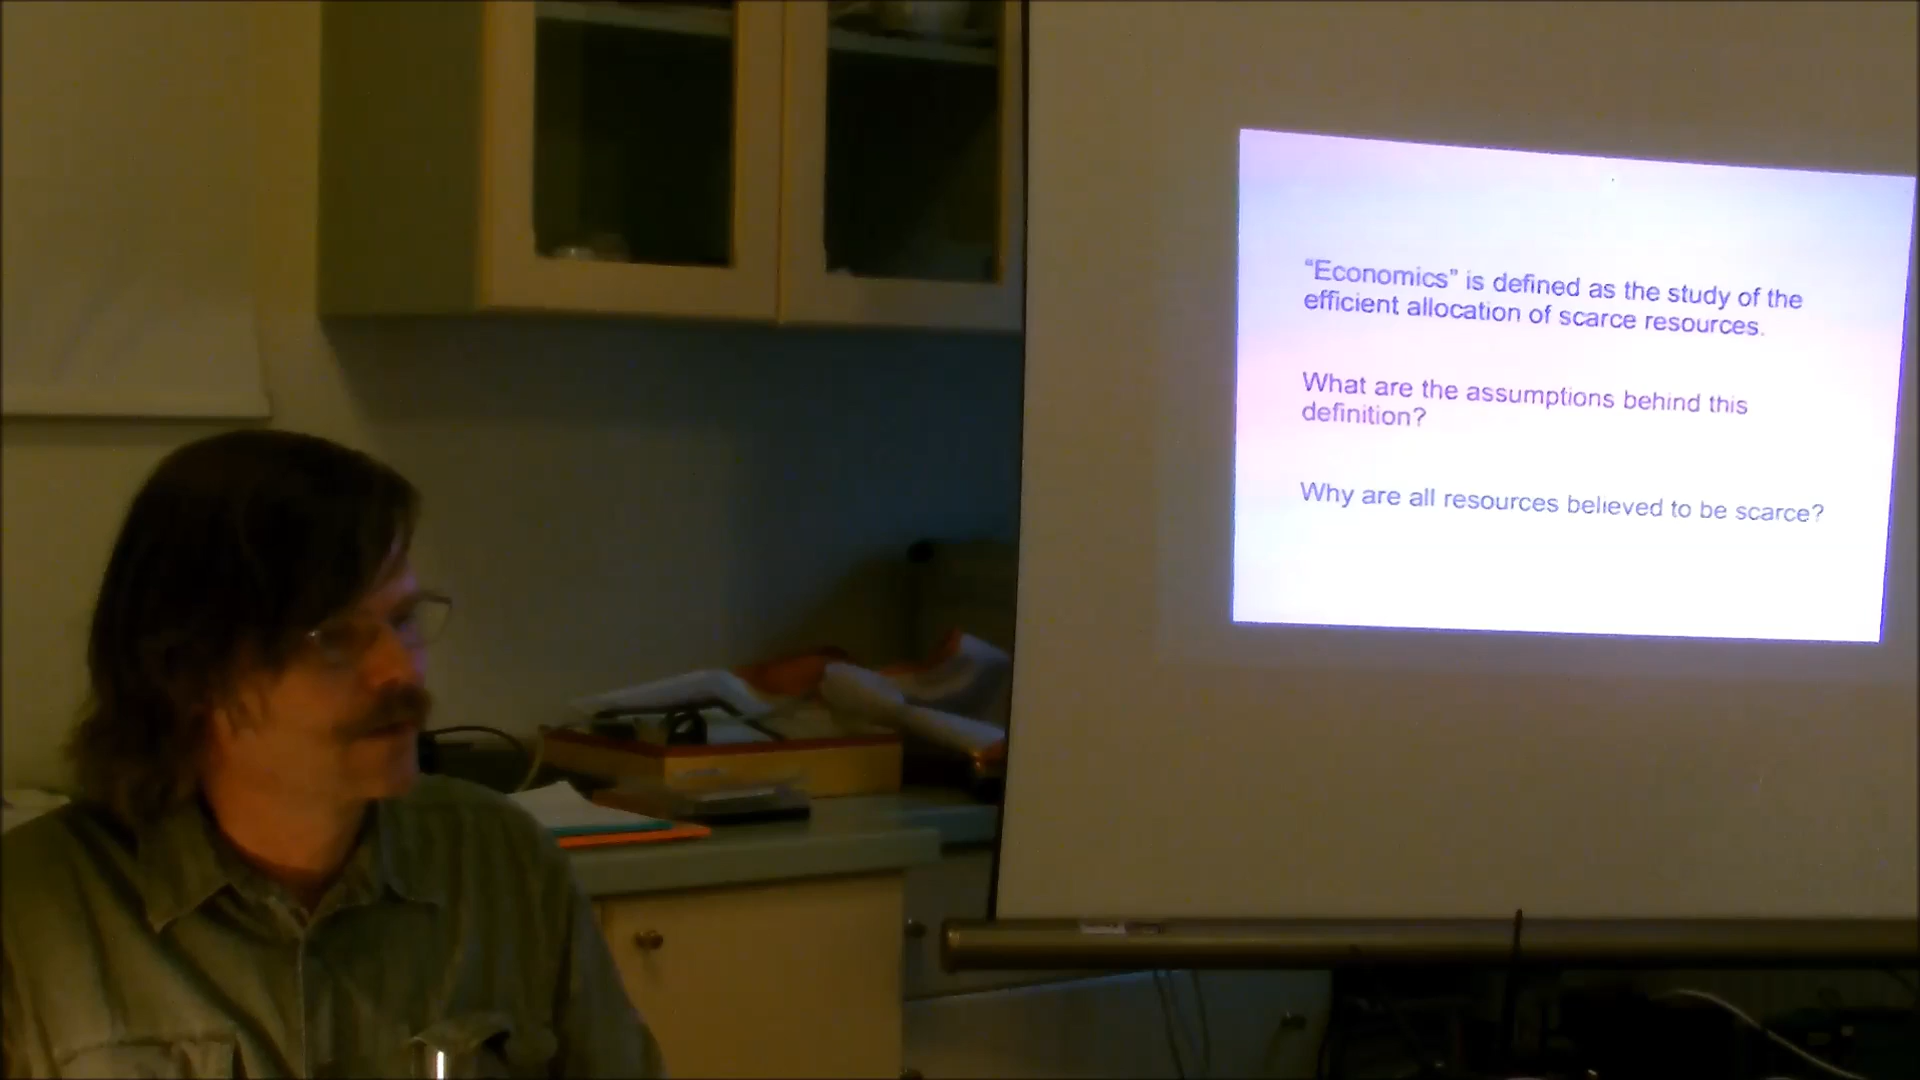 “Economics” is defined as the study of the
efficient allocation of scarce resources.
What are the assumptions behind this
definition?
Why are all resources believed to be scarce?